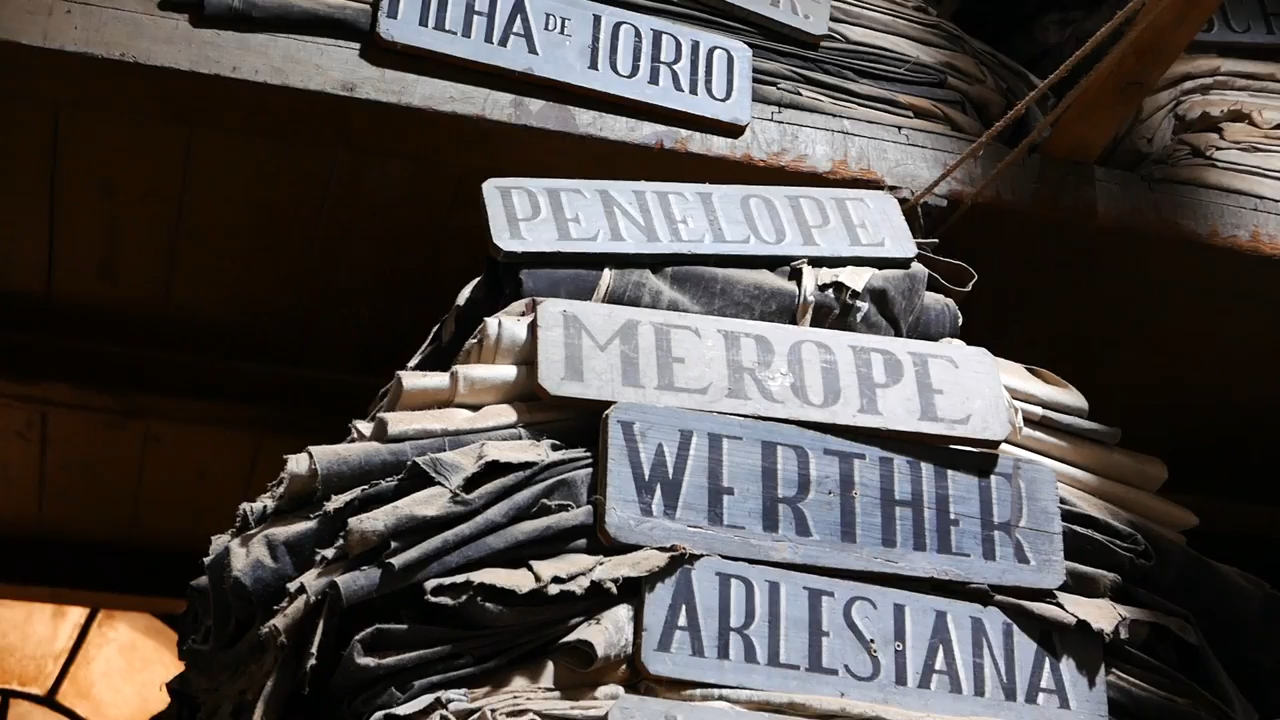 FILHA DE IORIO
PENELOPE
MEROPE
WERTHER
ARLESIANA